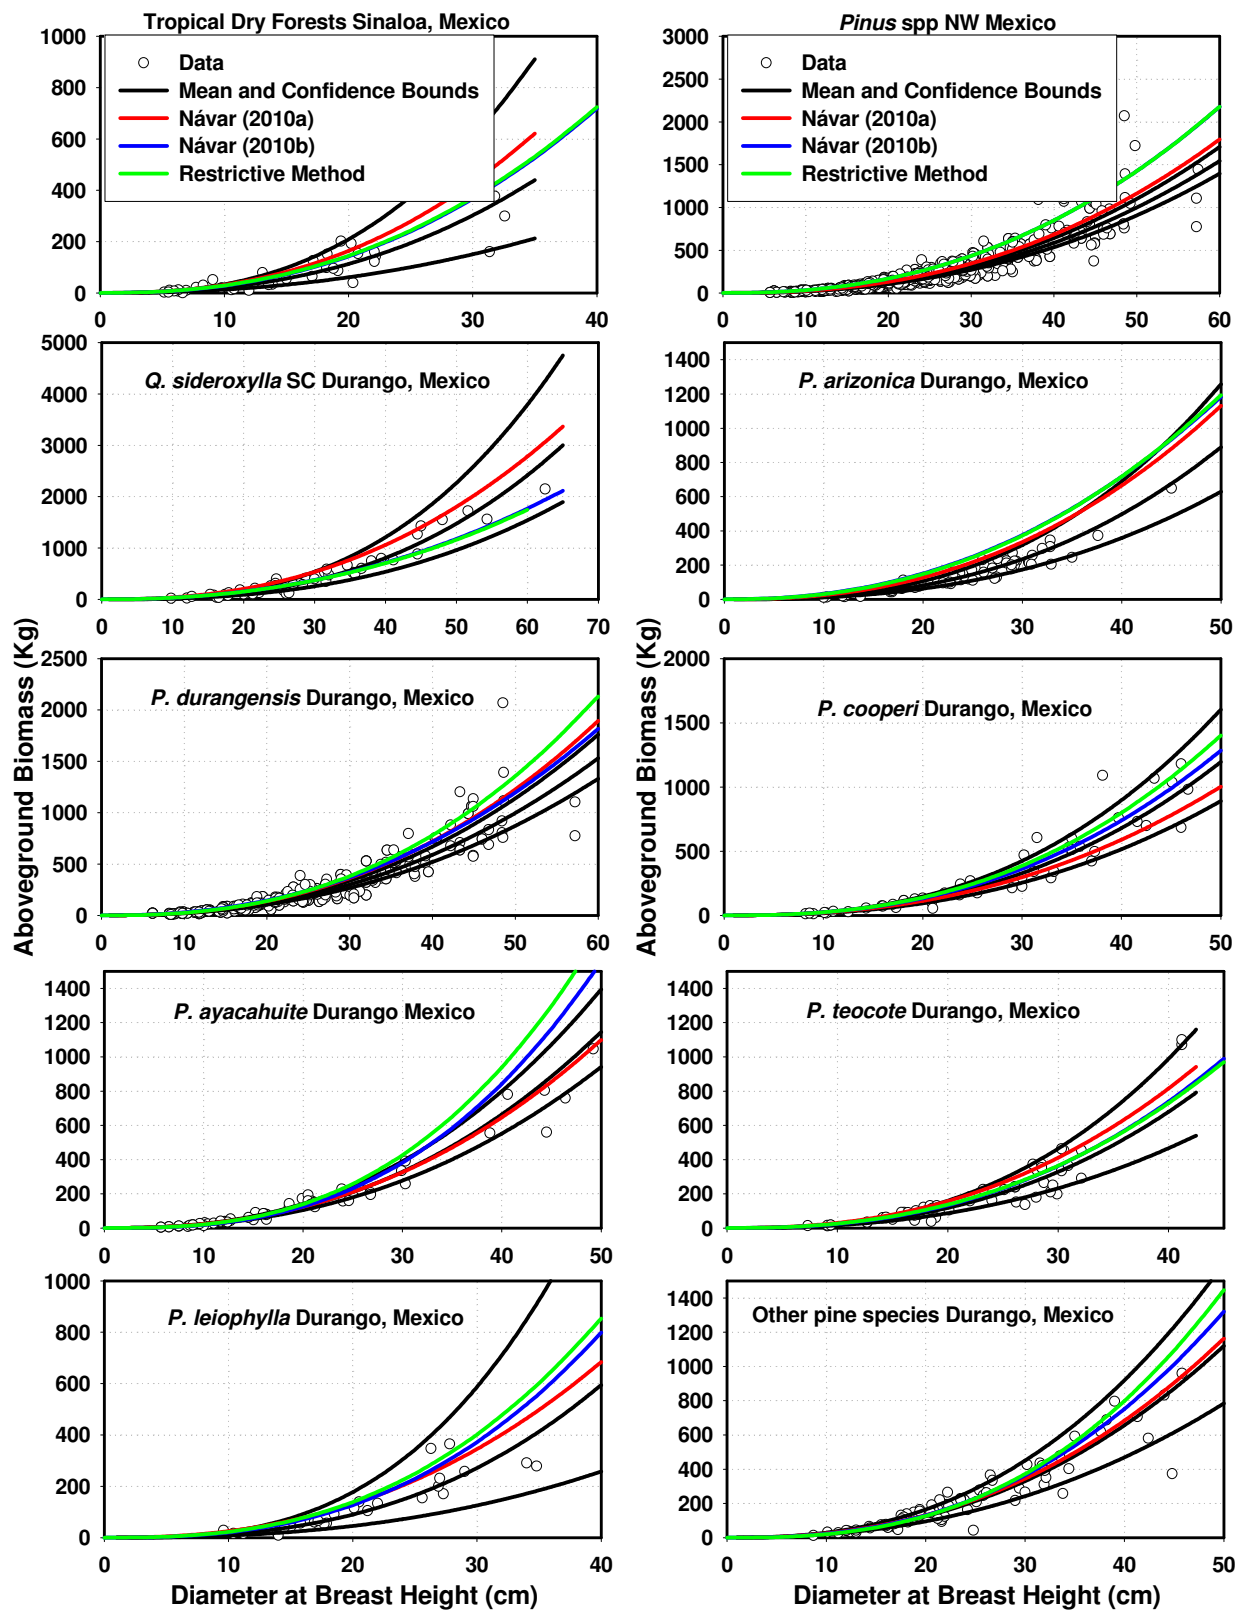 Tropical Dry Forests Sinaloa, Mexico
1000
800
600
400
200
0
Data
Mean and Confidence Bounds
Návar (2010a)
Návar (2010b)
Restrictive Method
0 10 20 30 40
Pinus spp NW Mexico
3000
2500
2000
1500
1000
500
0
Data
Mean and Confidence Bounds
Návar (2010a)
Návar (2010b)
Restrictive Method
0 10 20 30 40 50 60
Q. sideroxylla SC Durango, Mexico
5000
4000
3000
2000
1000
0
0 10 20 30 40 50 60 70
P. arizonica Durango, Mexico
1400
1200
1000
800
600
400
200
0
0 10 20 30 40 50
Aboveground Biomass (Kg)
P. durangensis Durango, Mexico
2500
2000
1500
1000
500
0
0 10 20 30 40 50 60
Aboveground Biomass (Kg)
P. cooperi Durango, Mexico
2000
1500
1000
500
0
0 10 20 30 40 50
P. ayacahuite Durango Mexico
1400
1200
1000
800
600
400
200
0
0 10 20 30 40 50
P. teocote Durango, Mexico
1400
1200
1000
800
600
400
200
0
0 10 20 30 40
P. leiophylla Durango, Mexico
1000
800
600
400
200
0
0 10 20 30 40
Diameter at Breast Height (cm)
Other pine species Durango, Mexico
1400
1200
1000
800
600
400
200
0
0 10 20 30 40 50
Diameter at Breast Height (cm)